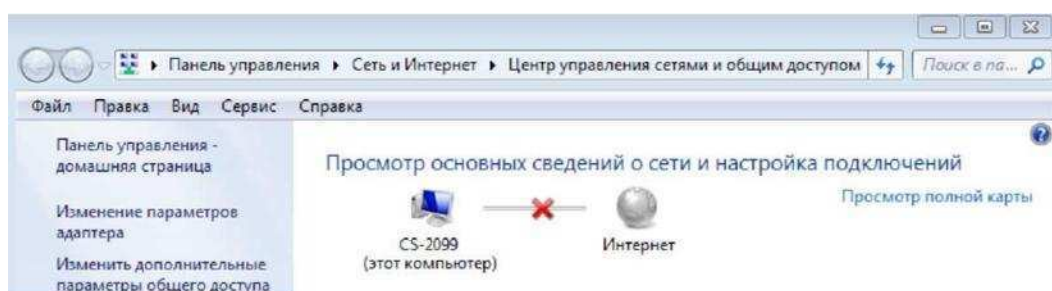 Панель управления ▸ Сеть и Интернет ▸ Центр управления сетями и общим доступом
Поиск в па...
Файл Правка Вид Сервис Справка
Панель управления -
домашняя страница
Изменение параметров
адаптера
Изменить дополнительные
параметры общего доступа
Просмотр основных сведений о сети и настройка подключений
Просмотр полной карты
CS-2099
(этот компьютер)
Интернет